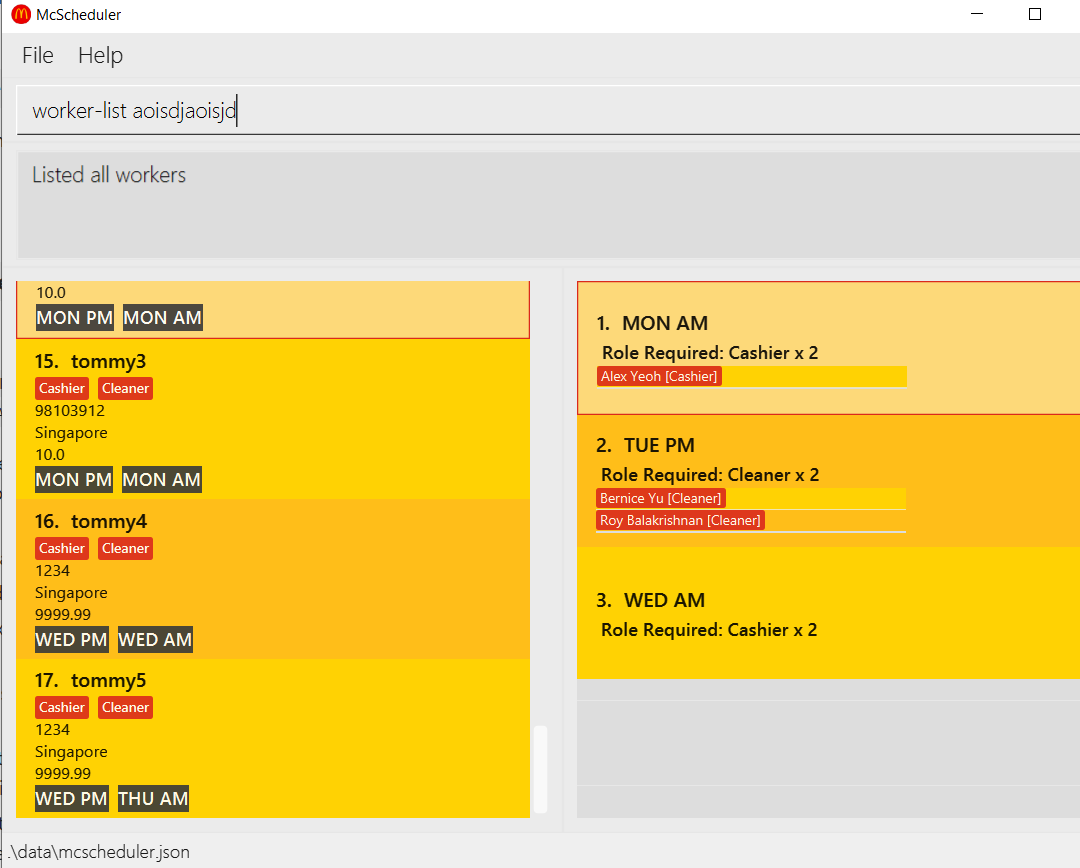 McScheduler
File Help
worker-list aoisdjaoisjd
Listed all workers
10.0
MON PM MON AM
15. tommy3
Cashier Cleaner
98103912
Singapore
10.0
MON PM MON AM
16. tommy4
Cashier Cleaner
1234
Singapore
9999.99
WED PM WED AM
17. tommy5
Cashier Cleaner
1234
Singapore
9999.99
WED PM THU AM
1. MON AM
Role Required: Cashier x 2
Alex Yeoh [Cashier]
2. TUE PM
Role Required: Cleaner x 2
Bernice Yu [Cleaner]
Roy Balakrishnan [Cleaner]
3. WED AM
Role Required: Cashier x 2
.\data\mcscheduler.json